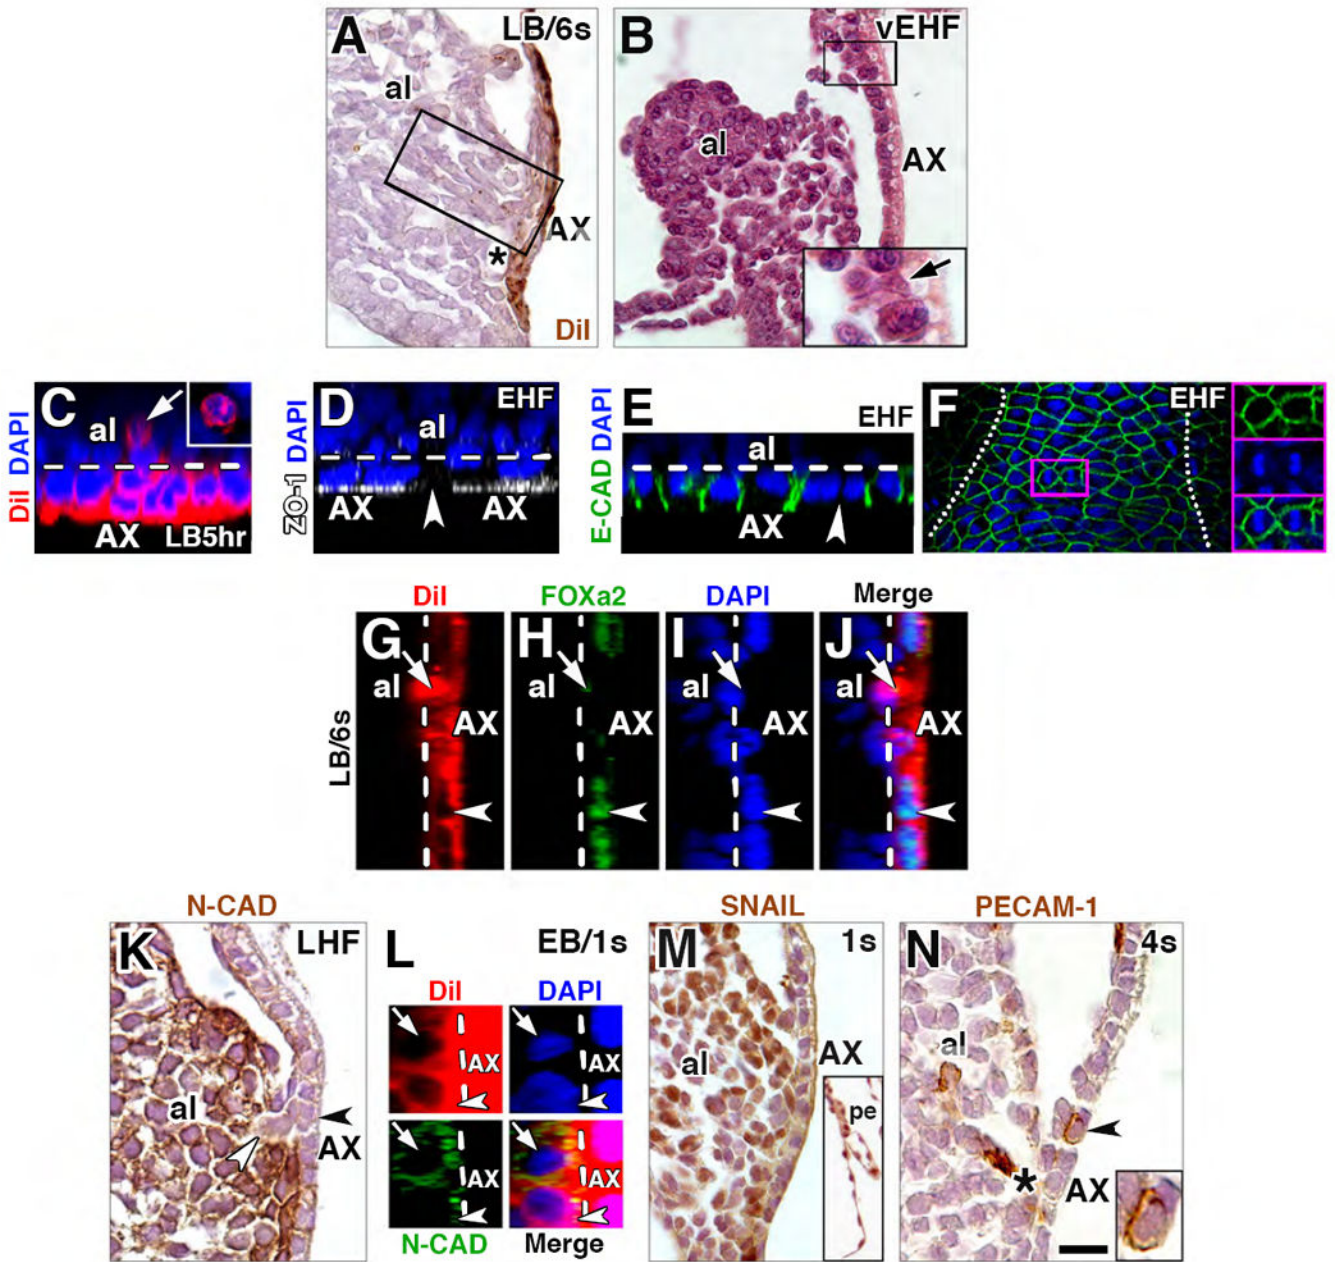 A LB/6s
al
AX
*
DiI
B vEHF
al
AX
C
DiI DAPI
al
AX LB5hr
D EHF
ZO-1 DAPI
al
AX AX
E EHF
E-CAD DAPI
al
AX
F EHF
DiI FOXa2 DAPI Merge
LB/6s
G H I J
al al al al
AX AX AX AX
N-CAD
K LHF
al
AX
L EB/1s
DiI DAPI
AX AX
AX AX
N-CAD Merge
SNAIL
M 1s
al
AX
pe
PECAM-1
N 4s
al
* AX